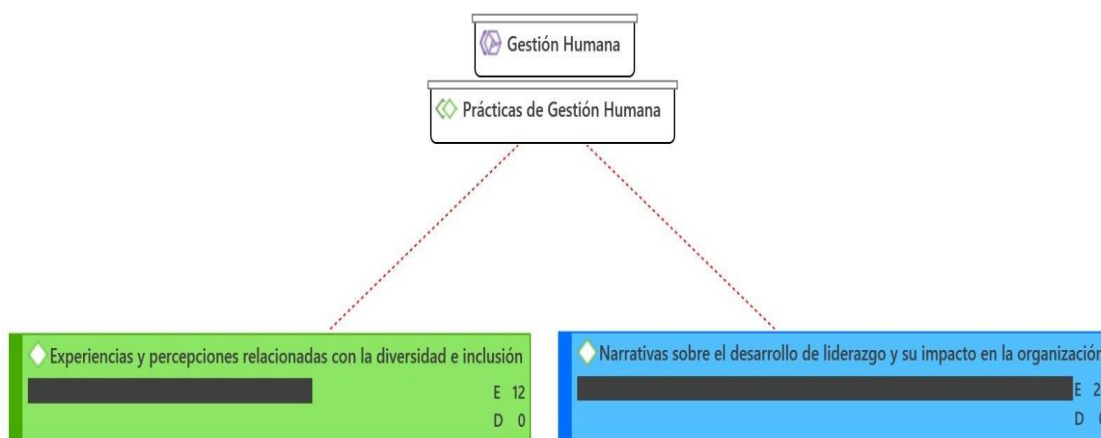 Gestión Humana
Prácticas de Gestión Humana
Experiencias y percepciones relacionadas con la diversidad e inclusión
E 12
D 0
Narrativas sobre el desarrollo de liderazgo y su impacto en la organización
E 2
D